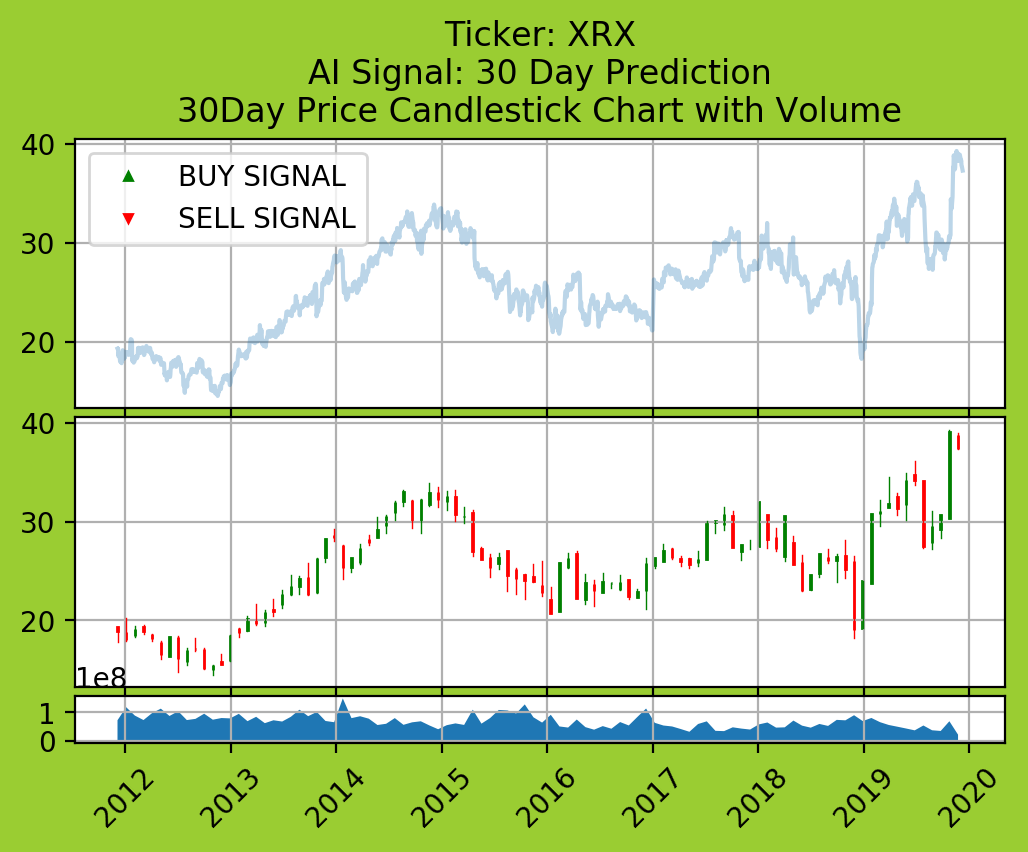 Ticker: XRX
AI Signal: 30 Day Prediction
30Day Price Candlestick Chart with Volume
40
BUY SIGNAL
SELL SIGNAL
30
20
40
30
20
1e8
1
0
2012
2013
2014
2015
2016
2017
2018
2019
2020